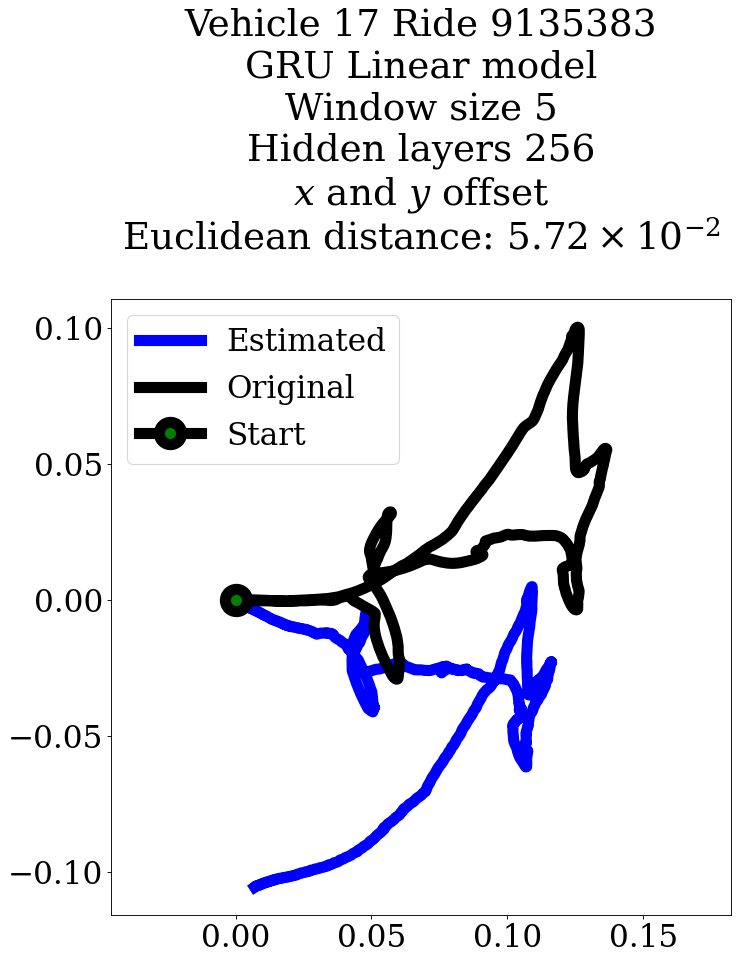 Vehicle 17 Ride 9135383
GRU Linear model
Window size 5
Hidden layers 256
x and y offset
Euclidean distance: 5.72 × 10⁻²
Estimated
Original
Start
0.10
0.05
0.00
−0.05
−0.10
0.00 0.05 0.10 0.15